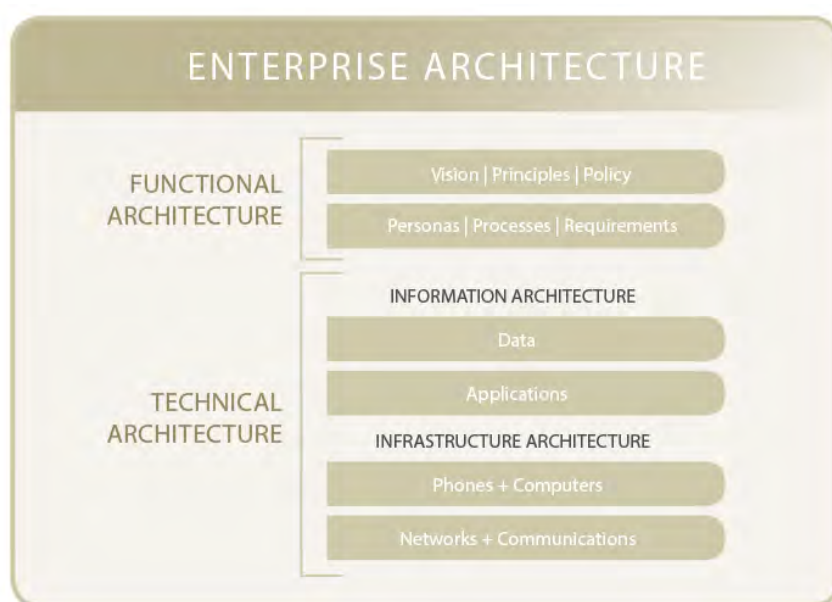 ENTERPRISE ARCHITECTURE
FUNCTIONAL
ARCHITECTURE
Vision | Principles | Policy
Personas | Processes | Requirements
TECHNICAL
ARCHITECTURE
INFORMATION ARCHITECTURE
Data
Applications
INFRASTRUCTURE ARCHITECTURE
Phones + Computers
Networks + Communications